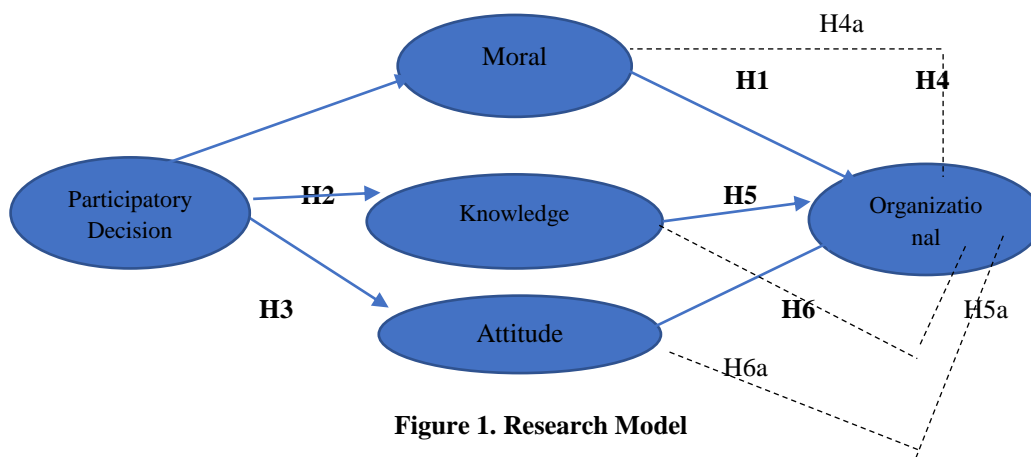 H4a
Moral
H1
H4
Participatory
Decision
H2
Knowledge
H5
Organizatio
nal
H3
Attitude
H6
H5a
H6a
Figure 1. Research Model